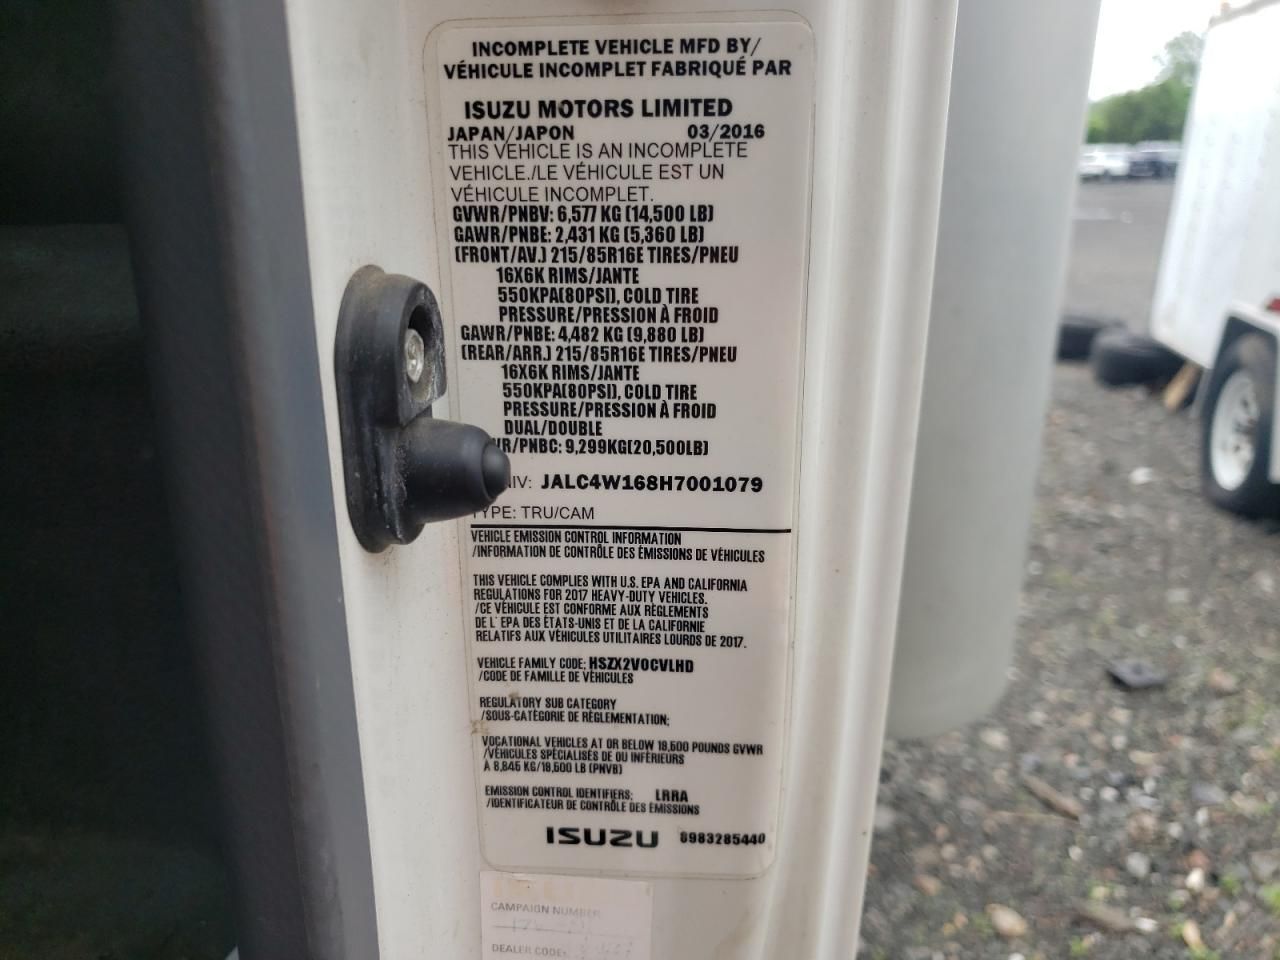 INCOMPLETE VEHICLE MFD BY/
VÉHICULE INCOMPLET FABRIQUÉ PAR
ISUZU MOTORS LIMITED
JAPAN/JAPON 03/2016
THIS VEHICLE IS AN INCOMPLETE
VEHICLE./LE VÉHICULE EST UN
VÉHICULE INCOMPLET.
GVWR/PNBV: 6,577 KG (14,500 LB)
GAWR/PNBE: 2,431 KG (5,360 LB)
(FRONT/AV.) 215/85R16E TIRES/PNEU
16X6K RIMS/JANTE
550KPA(80PSI), COLD TIRE
PRESSURE/PRESSION À FROID
GAWR/PNBE: 4,482 KG (9,880 LB)
(REAR/ARR.) 215/85R16E TIRES/PNEU
16X6K RIMS/JANTE
550KPA(80PSI), COLD TIRE
PRESSURE/PRESSION À FROID
DUAL/DOUBLE
WR/PNBC: 9,299KG(20,500LB)
NIV: JALC4W168H7001079
TYPE: TRU/CAM
VEHICLE EMISSION CONTROL INFORMATION
/INFORMATION DE CONTRÔLE DES ÉMISSIONS DE VÉHICULES
THIS VEHICLE COMPLIES WITH U.S. EPA AND CALIFORNIA
REGULATIONS FOR 2017 HEAVY-DUTY VEHICLES.
/CE VÉHICULE EST CONFORME AUX RÈGLEMENTS
DE L'EPA DES ÉTATS-UNIS ET DE LA CALIFORNIE
RELATIFS AUX VÉHICULES UTILITAIRES LOURDS DE 2017.
VEHICLE FAMILY CODE: HSZX2VOCVLHD
/CODE DE FAMILLE DE VÉHICULES
REGULATORY SUB CATEGORY
/SOUS-CATÉGORIE DE RÉGLEMENTATION:
VOCATIONAL VEHICLES AT OR BELOW 19,500 POUNDS GVWR
/VÉHICULES SPÉCIALISÉS DE OU INFÉRIEURS
À 8,845 KG/19,500 LB (PNVB)
EMISSION CONTROL IDENTIFIERS: LRRA
/IDENTIFICATEUR DE CONTRÔLE DES ÉMISSIONS
ISUZU 8983285440
CAMPAIGN NUMBER
DEALER CODE: